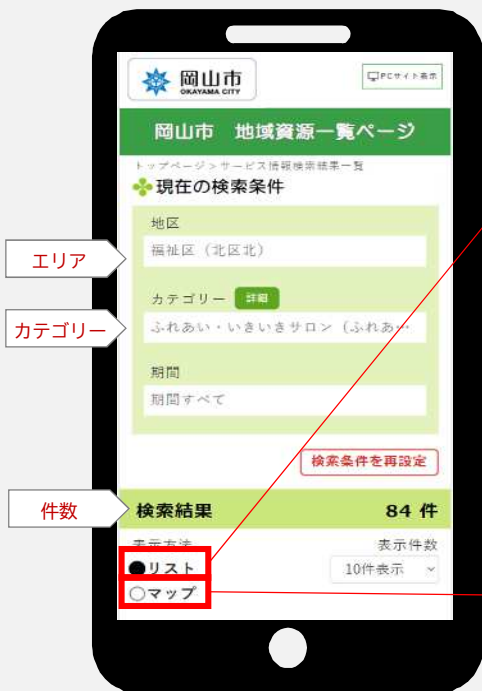 岡山市
OKAYAMA CITY
PCサイト表示
岡山市 地域資源一覧ページ
トップページ>サービス情報検索結果一覧
現在の検索条件
地区
福祉区（北区北）
エリア
カテゴリー 詳細
ふれあい・いきいきサロン（ふれあ…
カテゴリー
期間
期間すべて
検索条件を再設定
件数
検索結果 84 件
表示方法 表示件数
●リスト 10件表示
○マップ